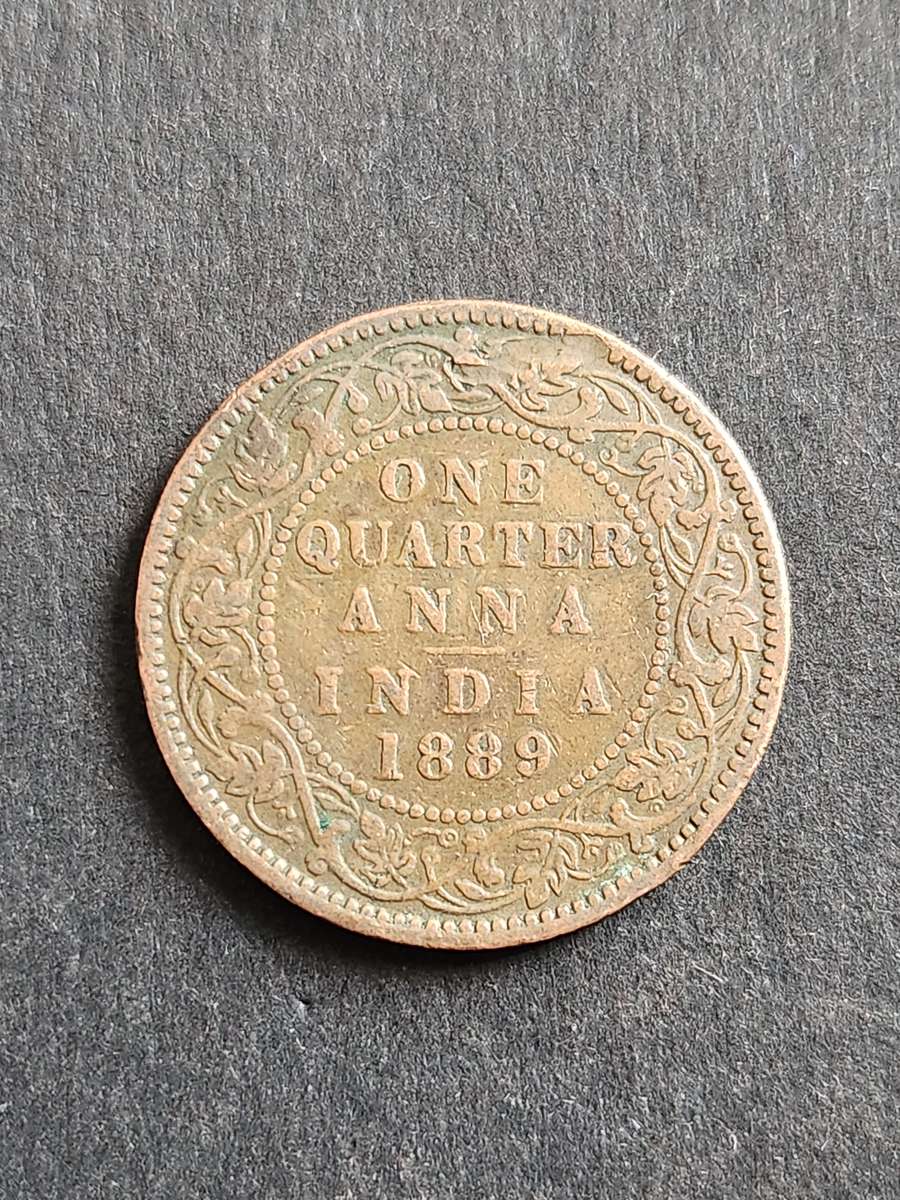 ONE
QUARTER
ANNA
INDIA
1889